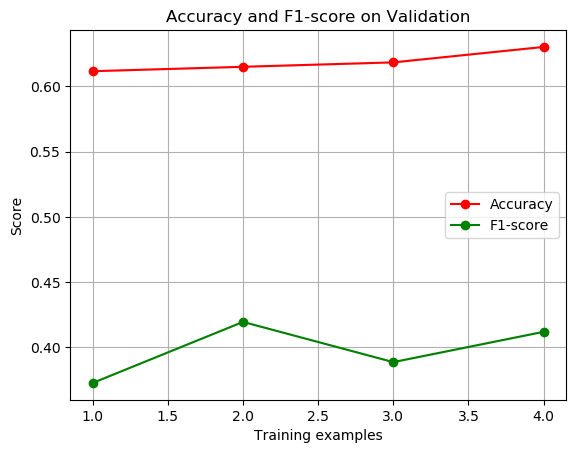 Accuracy and F1-score on Validation
0.60
0.55
0.50
0.45
0.40
Score
Accuracy
F1-score
1.0 1.5 2.0 2.5 3.0 3.5 4.0
Training examples